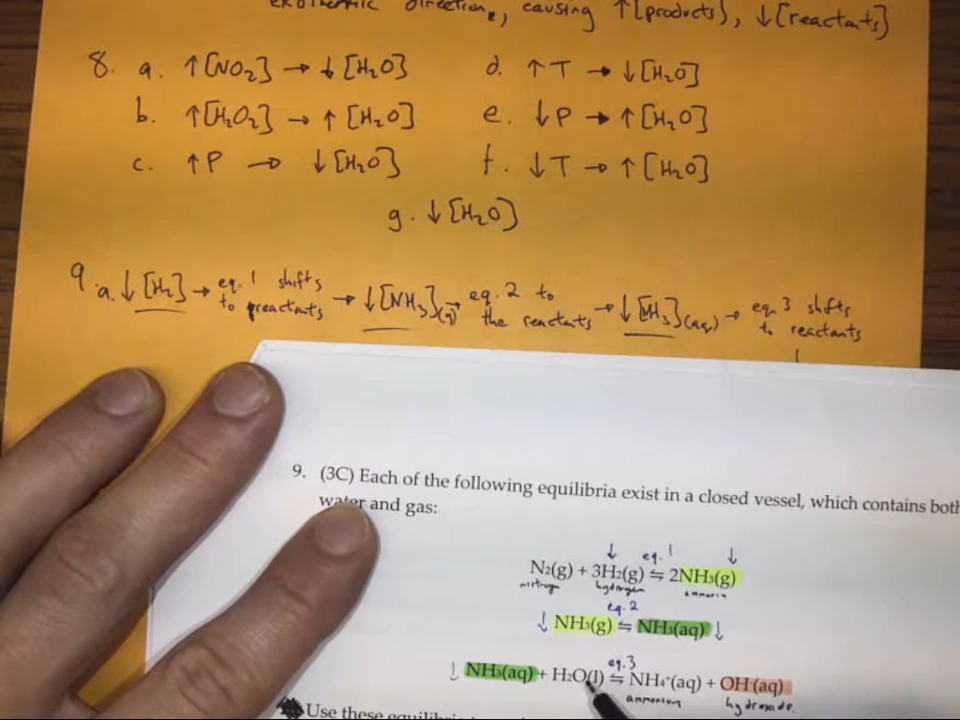 exothermic direction, causing ↑[products], ↓[reactants]
8. a. ↑[NO₂] → ↓[H₂O]
d. ↑T → ↓[H₂O]
b. ↑[H₂O₂] → ↑[H₂O]
e. ↓P → ↑[H₂O]
c. ↑P → ↓[H₂O]
f. ↓T → ↑[H₂O]
g. ↓[H₂O]
9. a. ↓[H₂] → eq. 1 shifts to reactants → ↓[NH₃](g) → eq. 2 to the reactants → ↓[NH₃](aq) → eq. 3 shifts to reactants
9. (3C) Each of the following equilibria exist in a closed vessel, which contains both
water and gas:
↓ eq. 1 ↓
N₂(g) + 3H₂(g) ⇋ 2NH₃(g)
nitrogen hydrogen ammonia
eq. 2
↓ NH₃(g) ⇋ NH₃(aq) ↓
eq. 3
↓ NH₃(aq) + H₂O(l) ⇋ NH₄⁺(aq) + OH⁻(aq)
ammonium hydroxide
Use these